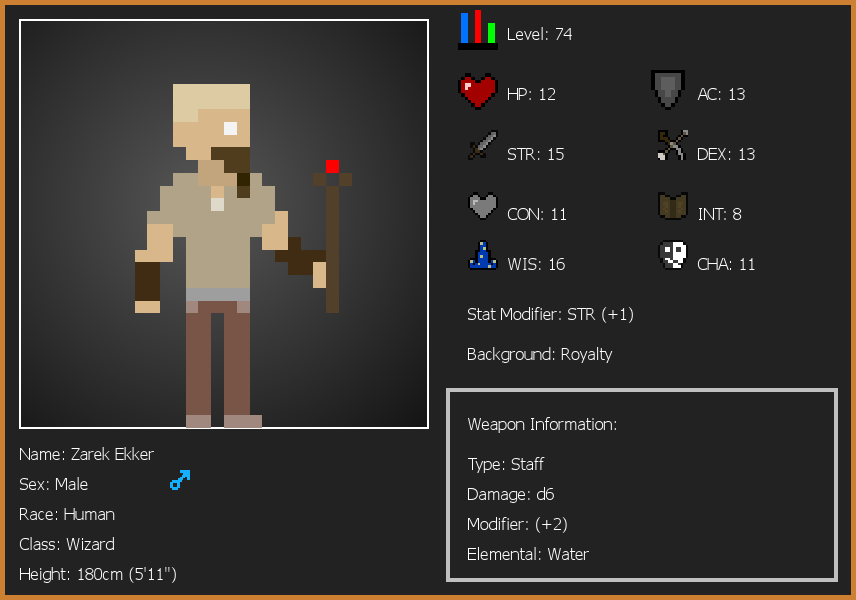 Level: 74
HP: 12
AC: 13
STR: 15
DEX: 13
CON: 11
INT: 8
WIS: 16
CHA: 11
Stat Modifier: STR (+1)
Background: Royalty
Weapon Information:
Type: Staff
Damage: d6
Modifier: (+2)
Elemental: Water
Name: Zarek Ekker
Sex: Male
Race: Human
Class: Wizard
Height: 180cm (5'11")